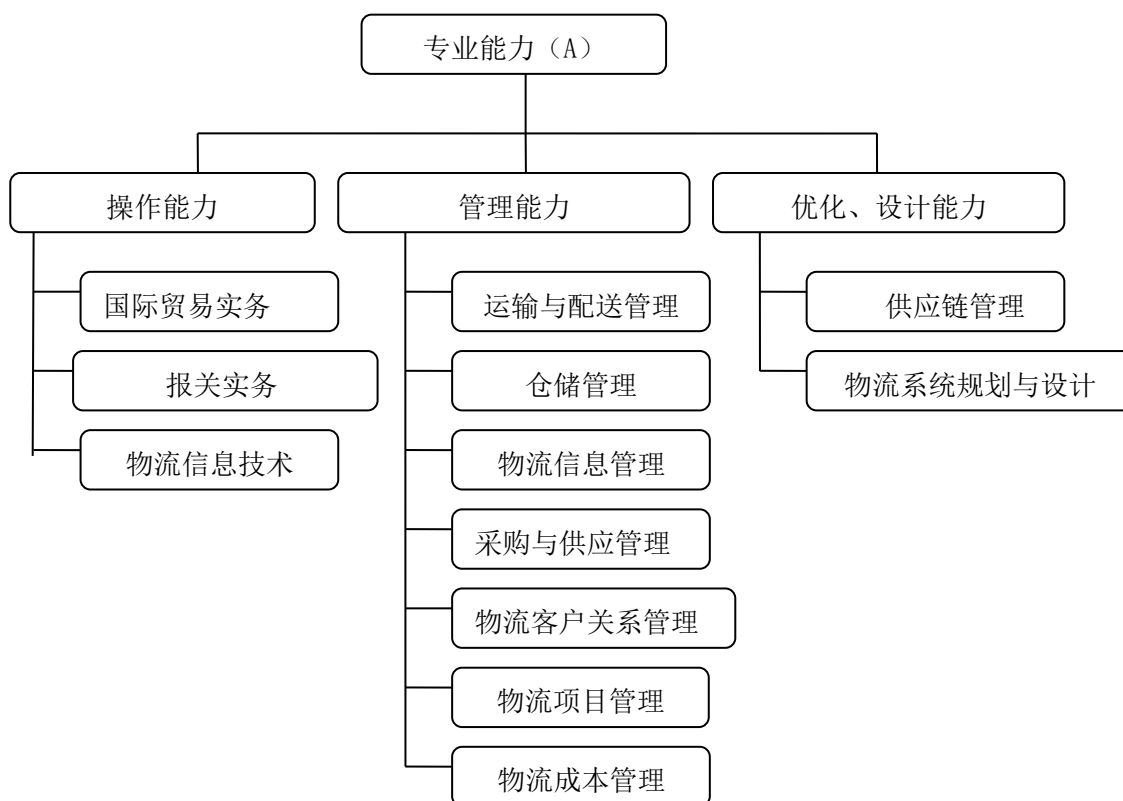 专业能力（A）
操作能力
管理能力
优化、设计能力
国际贸易实务
运输与配送管理
供应链管理
报关实务
仓储管理
物流系统规划与设计
物流信息技术
物流信息管理
采购与供应管理
物流客户关系管理
物流项目管理
物流成本管理